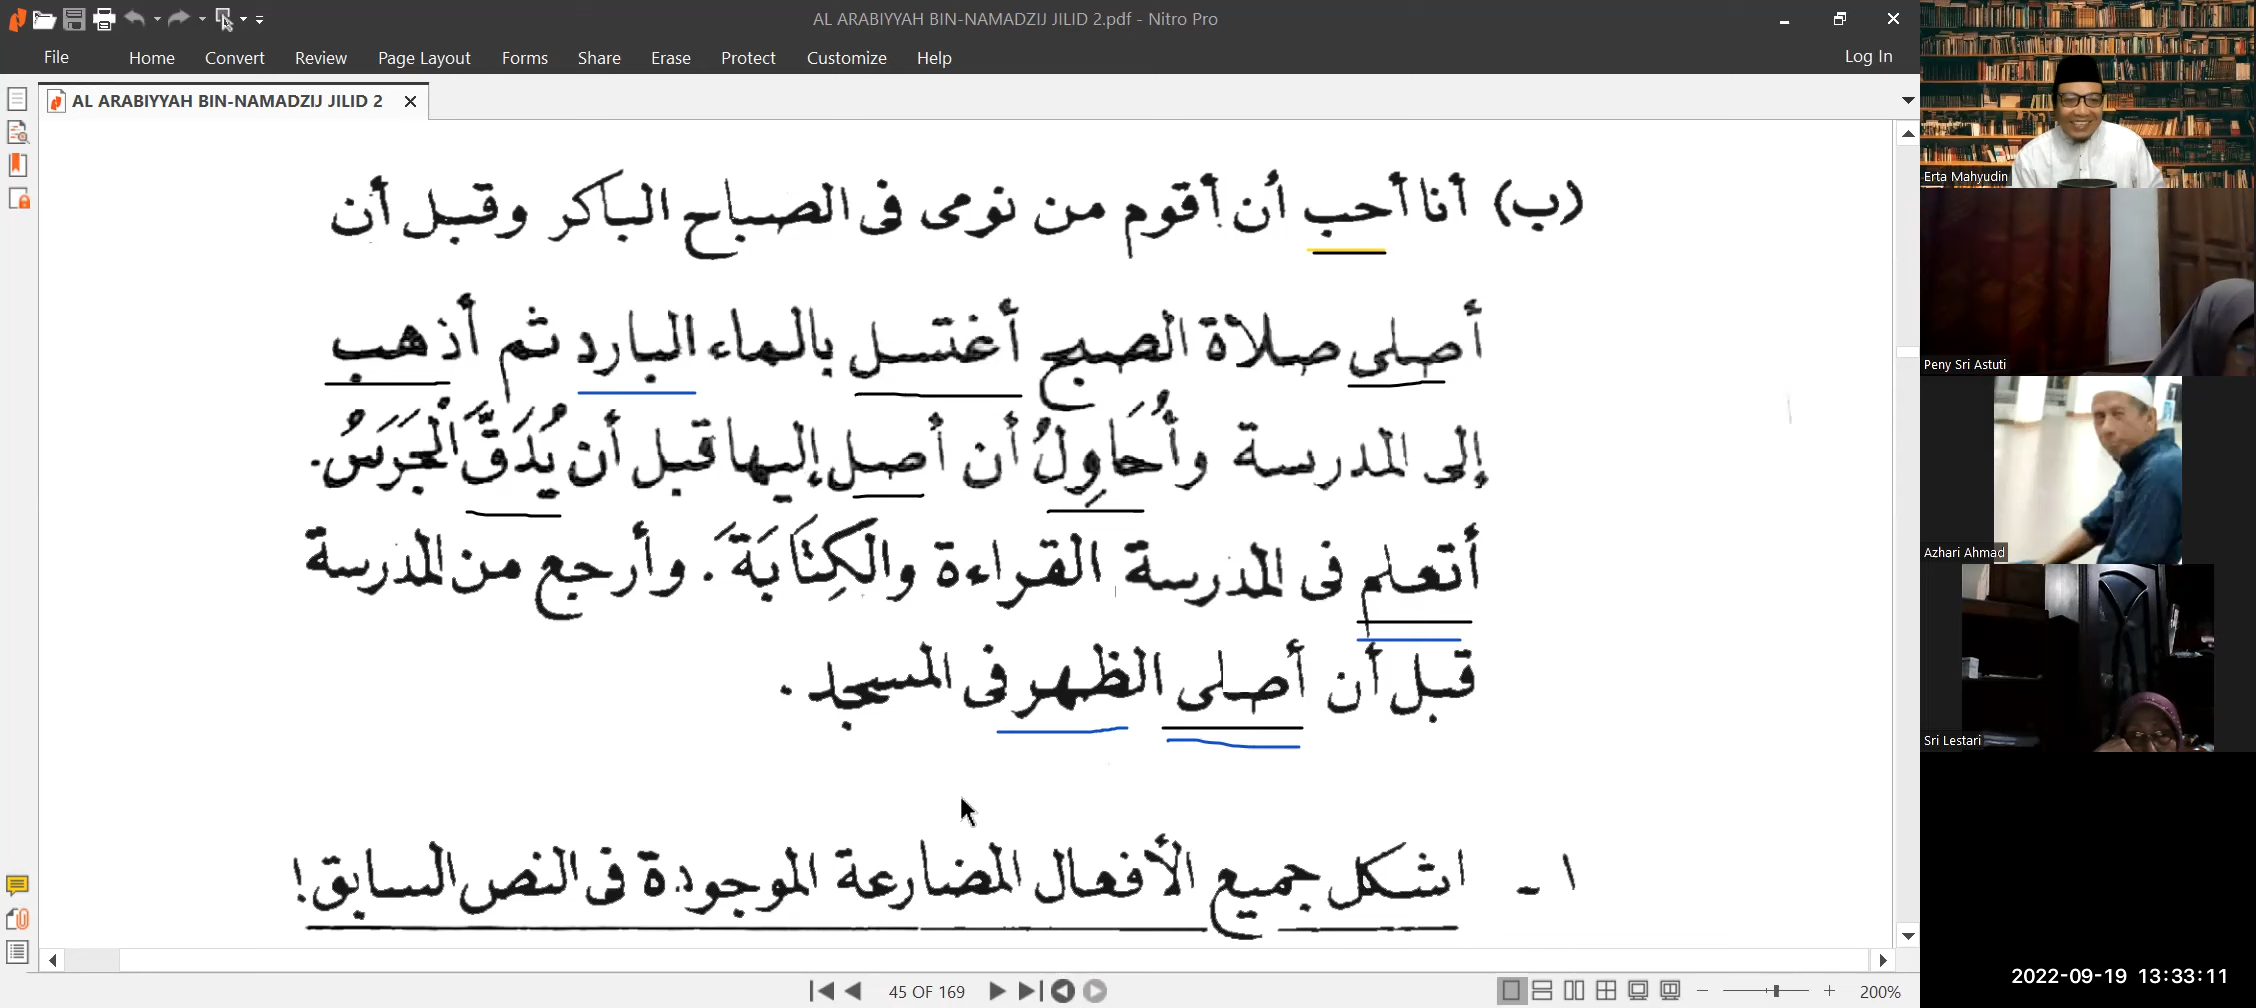 AL ARABIYYAH BIN-NAMADZIJ JILID 2.pdf - Nitro Pro
File Home Convert Review Page Layout Forms Share Erase Protect Customize Help Log In
AL ARABIYYAH BIN-NAMADZIJ JILID 2
(ب) أنا أحب أن أقوم من نومى فى الصباح الباكر وقبل أن
أصلى صلاة الصبح أغتسل بالماء البارد ثم أذهب
إلى المدرسة وأُحَاوِلُ أن أصل إليها قبل أن يُدَقَّ الْجَرَسُ.
أتعلم فى المدرسة القراءة والكِتَابَةَ. وأرجع من المدرسة
قبل أن أصلى الظهر فى المسجد.
١- اشكل جميع الأفعال المضارعة الموجودة فى النص السابق!
45 OF 169
200%
Erta Mahyudin
Peny Sri Astuti
Azhari Ahmad
Sri Lestari
2022-09-19 13:33:11